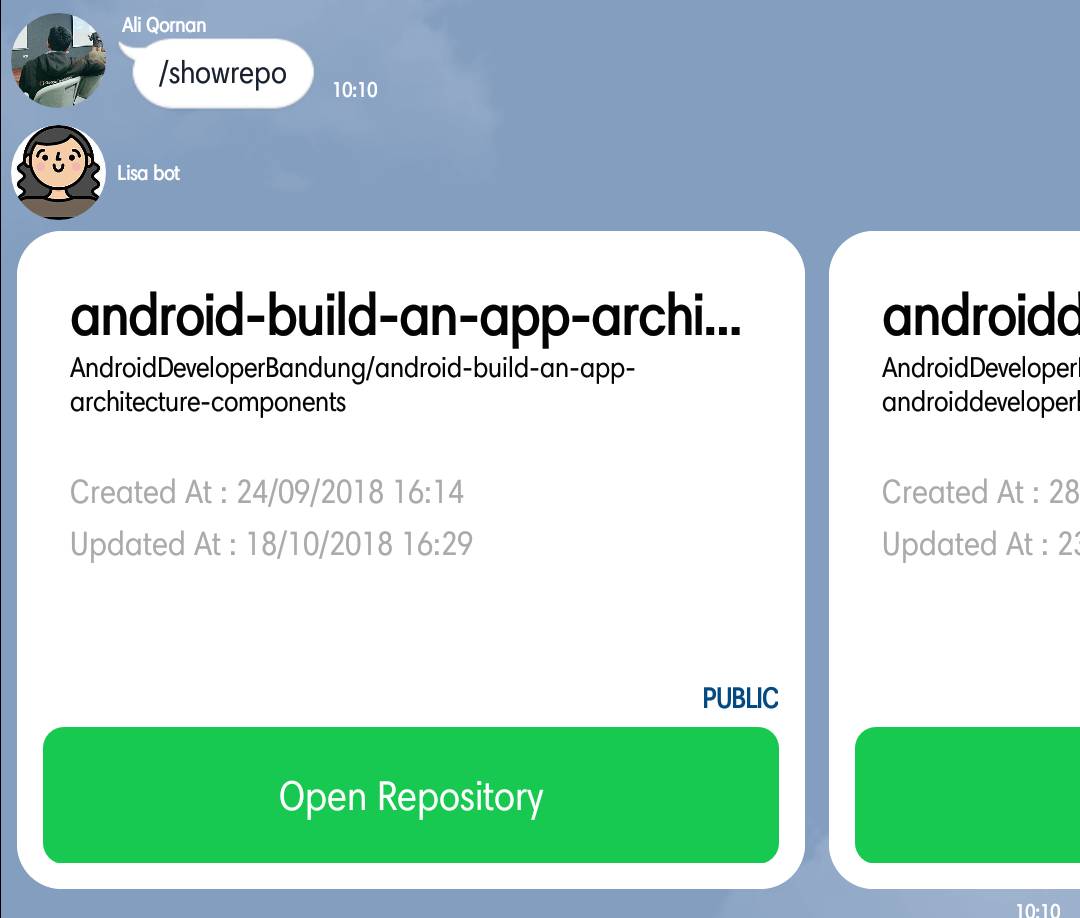 Ali Qornan
/showrepo
10:10
Lisa bot
android-build-an-app-archi...
AndroidDeveloperBandung/android-build-an-app-
architecture-components
Created At : 24/09/2018 16:14
Updated At : 18/10/2018 16:29
PUBLIC
Open Repository
androidd
AndroidDeveloper
androiddeveloper
Created At : 28
Updated At : 23
10:10